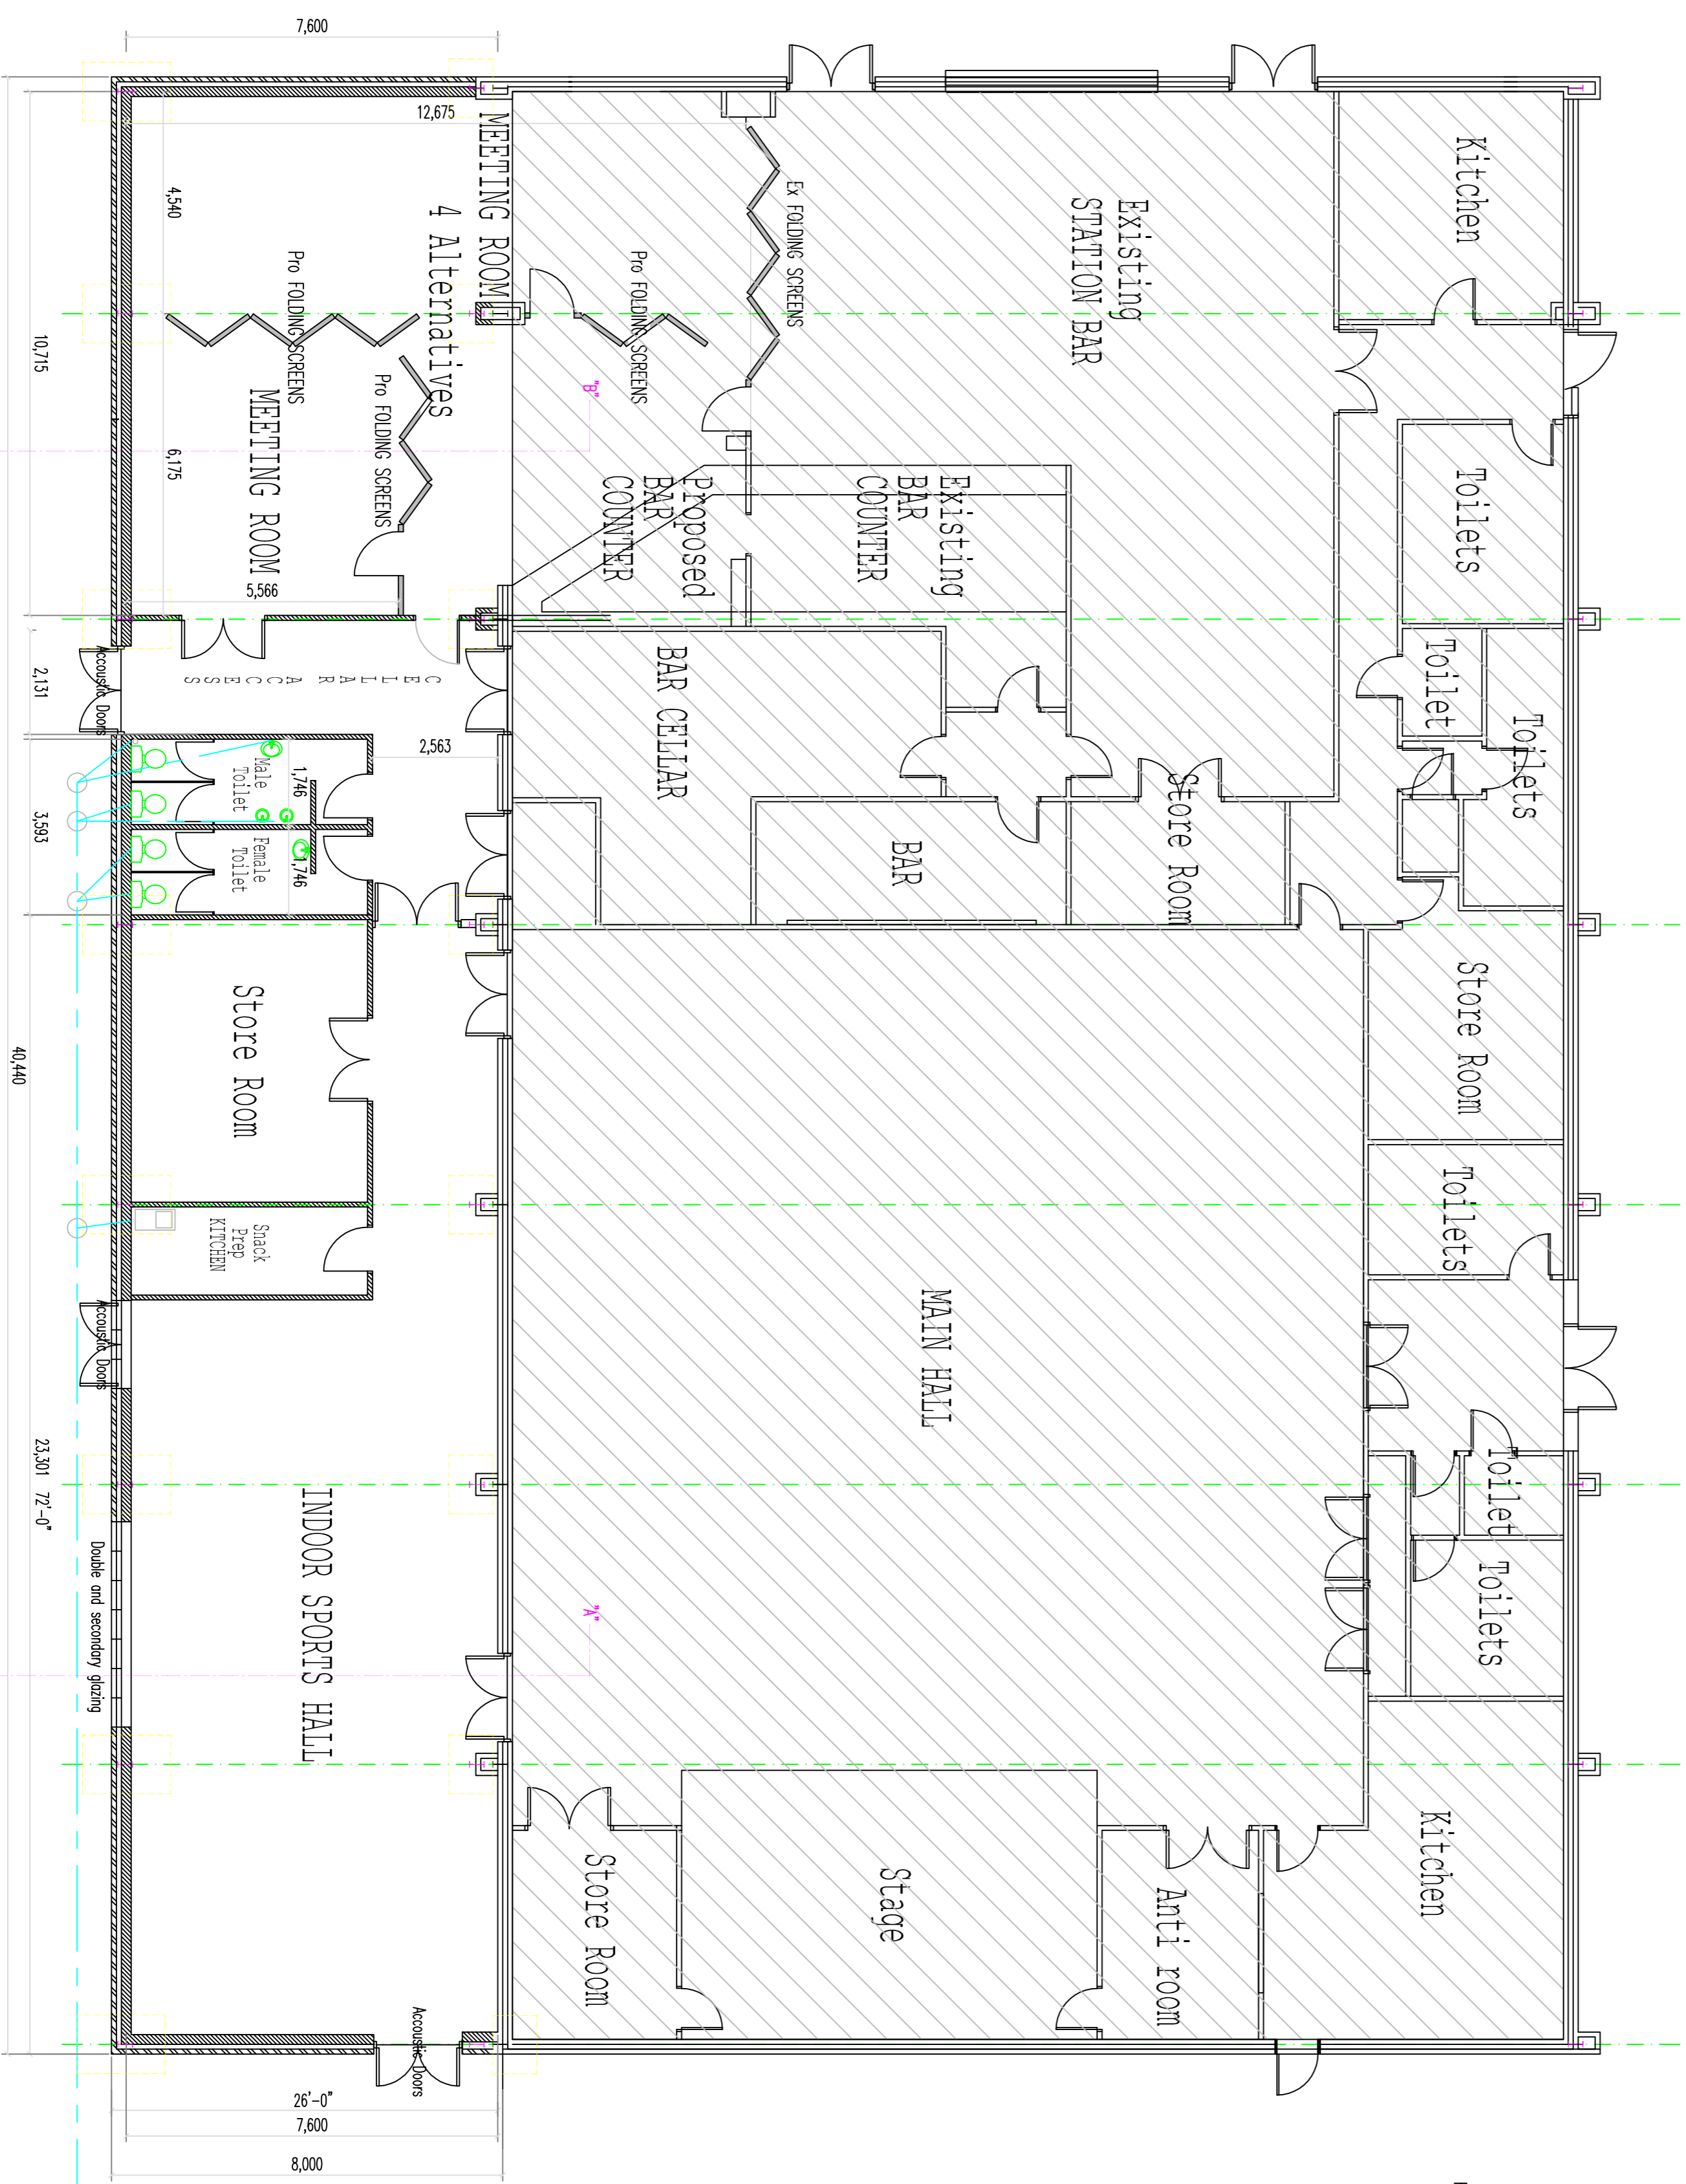 7,600
12,675
MEETING ROOM
4 Alternatives
4,540
10,715
6,175
5,566
Pro FOLDING SCREENS
Pro FOLDING SCREENS
Pro FOLDING SCREENS
Ex FOLDING SCREENS
MEETING ROOM
"B"
Existing
STATION BAR
Kitchen
Toilets
Toilet
Toilets
Existing
BAR
COUNTER
Proposed
BAR
COUNTER
BAR CELLAR
CELLAR ACCESS
Accoustic Doors
2,131
2,563
Male
Toilet
1,746
Female
Toilet
1,746
3,593
BAR
Store Room
Store Room
Store Room
Toilets
Snack
Prep
KITCHEN
40,440
Accoustic Doors
23,301 72'-0"
Double and secondary glazing
INDOOR SPORTS HALL
MAIN HALL
"A"
Toilet
Toilets
Kitchen
Store Room
Stage
Anti room
Accoustic Doors
26'-0"
7,600
8,000